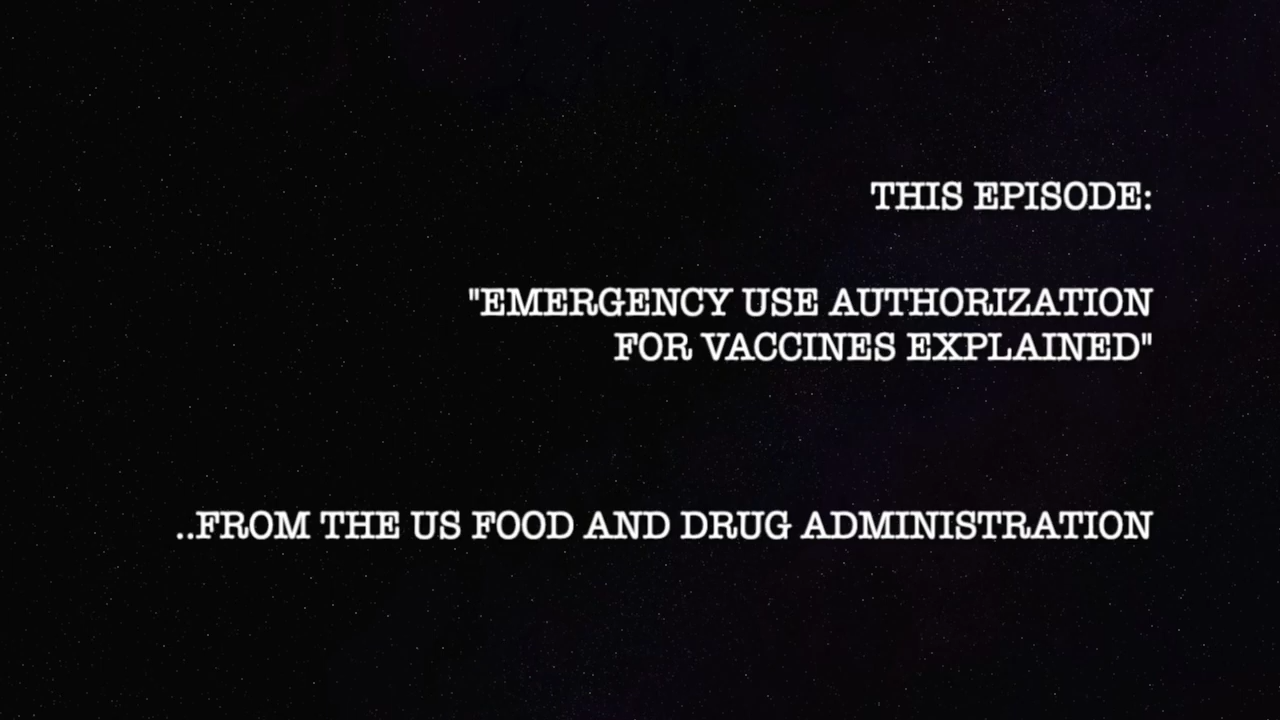 THIS EPISODE:
"EMERGENCY USE AUTHORIZATION
FOR VACCINES EXPLAINED"
..FROM THE US FOOD AND DRUG ADMINISTRATION